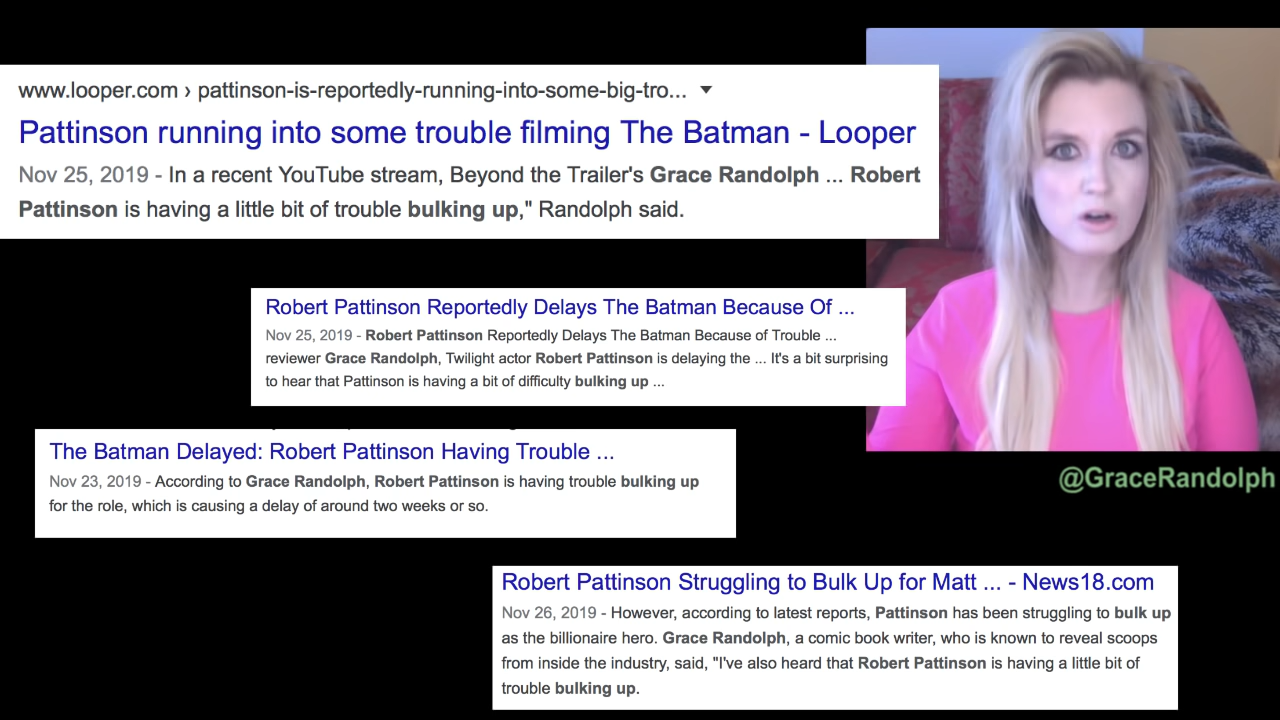 www.looper.com › pattinson-is-reportedly-running-into-some-big-tro...
Pattinson running into some trouble filming The Batman - Looper
Nov 25, 2019 - In a recent YouTube stream, Beyond the Trailer's Grace Randolph ... Robert
Pattinson is having a little bit of trouble bulking up," Randolph said.
Robert Pattinson Reportedly Delays The Batman Because Of ...
Nov 25, 2019 - Robert Pattinson Reportedly Delays The Batman Because of Trouble ...
reviewer Grace Randolph, Twilight actor Robert Pattinson is delaying the ... It's a bit surprising
to hear that Pattinson is having a bit of difficulty bulking up ...
The Batman Delayed: Robert Pattinson Having Trouble ...
Nov 23, 2019 - According to Grace Randolph, Robert Pattinson is having trouble bulking up
for the role, which is causing a delay of around two weeks or so.
@GraceRandolph
Robert Pattinson Struggling to Bulk Up for Matt ... - News18.com
Nov 26, 2019 - However, according to latest reports, Pattinson has been struggling to bulk up
as the billionaire hero. Grace Randolph, a comic book writer, who is known to reveal scoops
from inside the industry, said, "I've also heard that Robert Pattinson is having a little bit of
trouble bulking up.